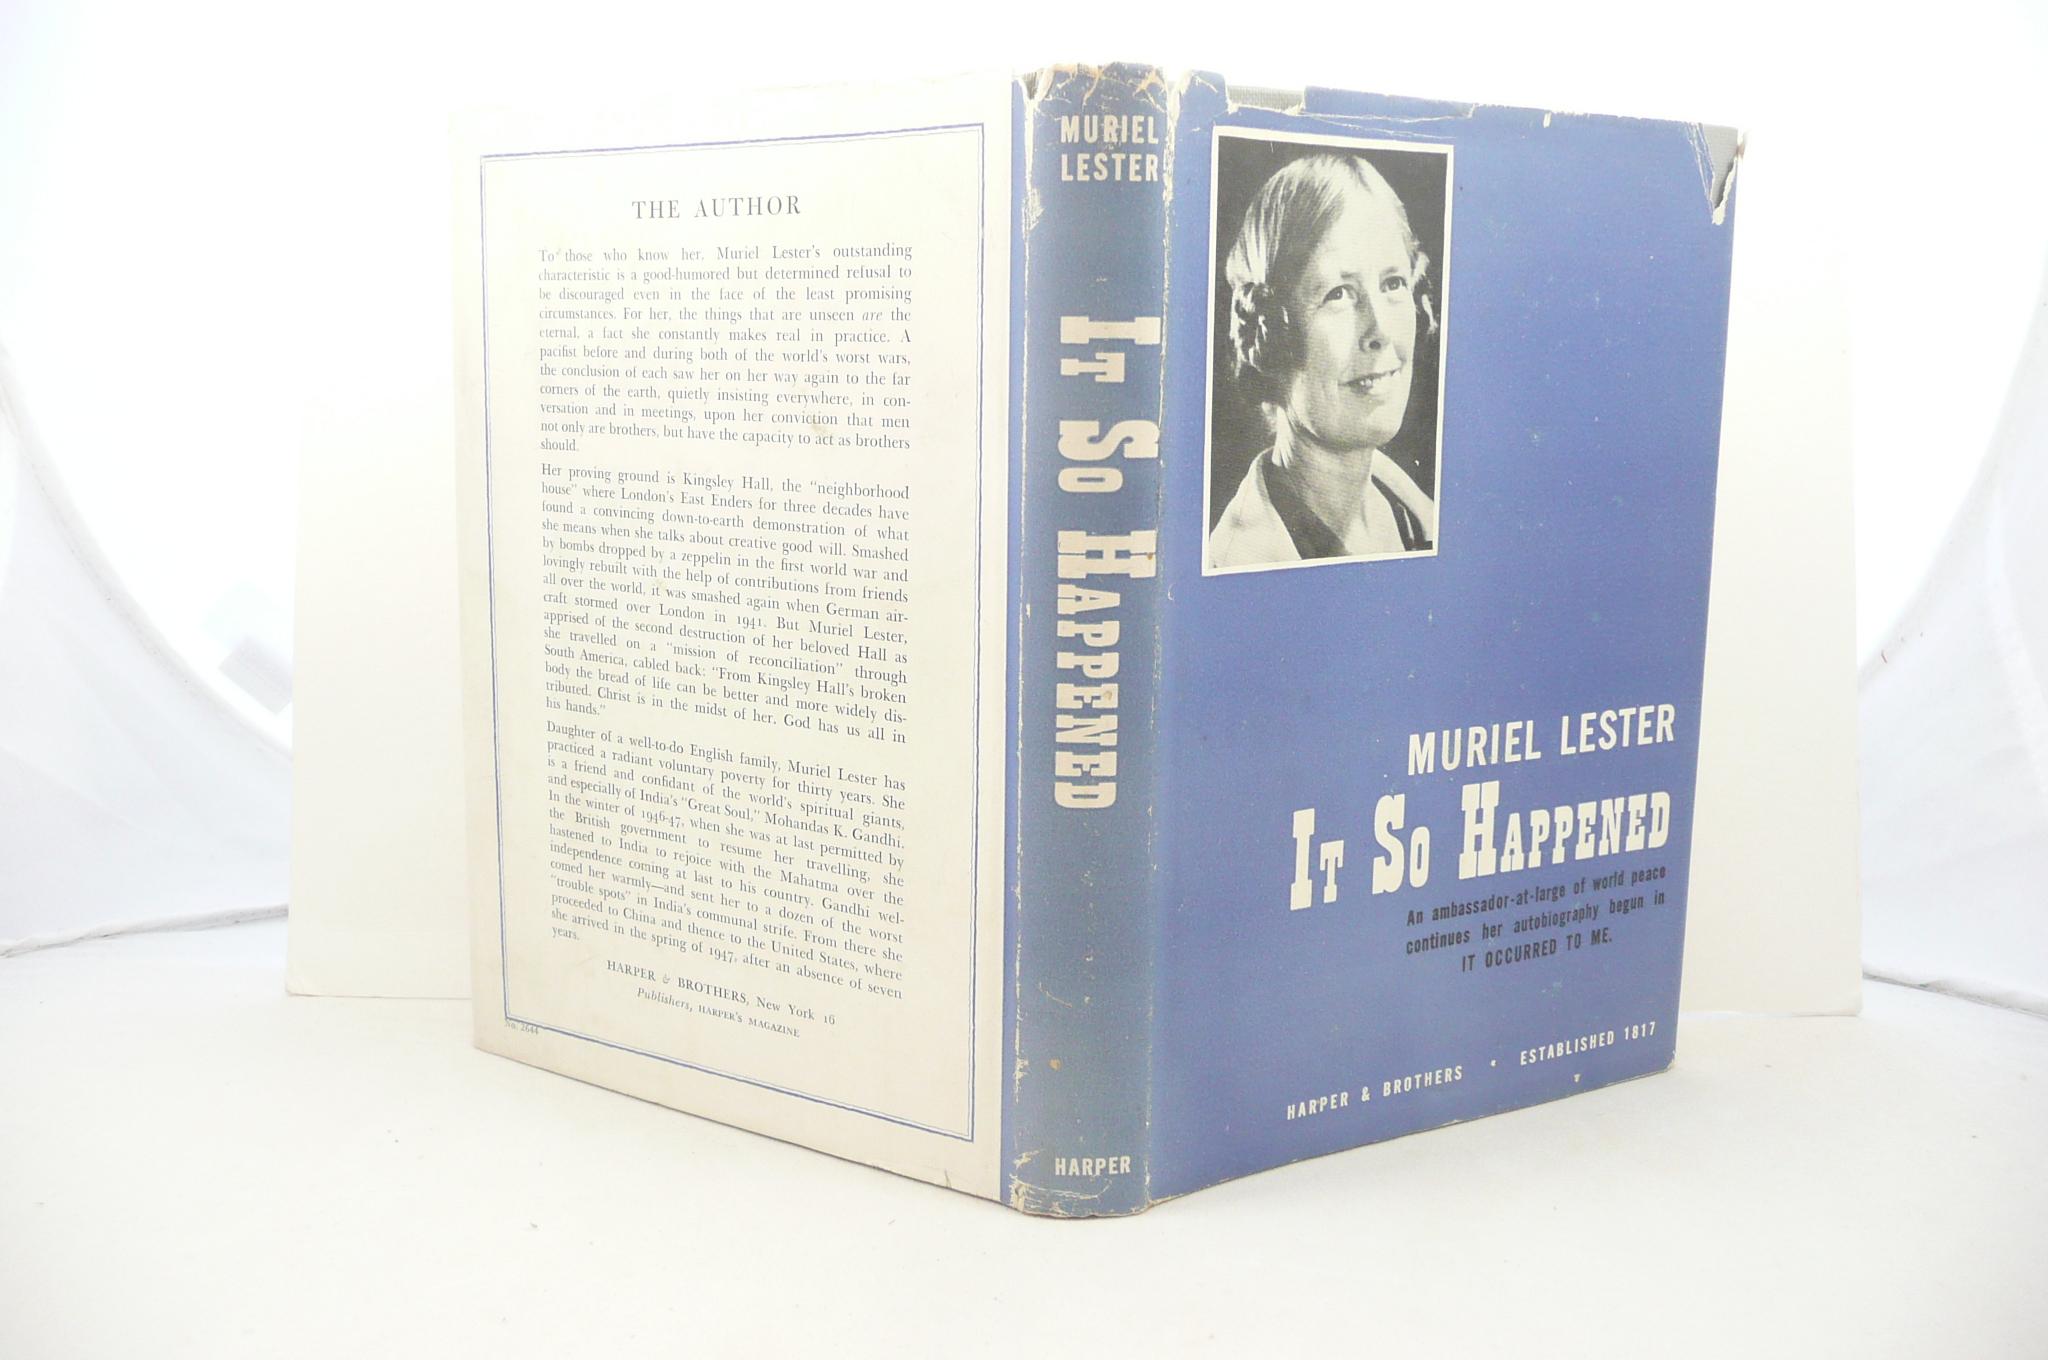 THE AUTHOR
To those who know her, Muriel Lester's outstanding
characteristic is a good-humored but determined refusal to
be discouraged even in the face of the least promising
circumstances. For her, the things that are unseen are the
eternal, a fact she constantly makes real in practice. A
pacifist before and during both of the world's worst wars,
the conclusion of each saw her on her way again to the far
corners of the earth, quietly insisting everywhere, in con-
versation and in meetings, upon her conviction that men
not only are brothers, but have the capacity to act as brothers
should.
Her proving ground is Kingsley Hall, the "neighborhood
house" where London's East Enders for three decades have
found a convincing down-to-earth demonstration of what
she means when she talks about creative good will. Smashed
by bombs dropped by a zeppelin in the first world war and
lovingly rebuilt with the help of contributions from friends
all over the world, it was smashed again when German air-
craft stormed over London in 1941. But Muriel Lester,
apprised of the second destruction of her beloved Hall as
she travelled on a "mission of reconciliation" through
South America, cabled back: "From Kingsley Hall's broken
body the bread of life can be better and more widely dis-
tributed. Christ is in the midst of her. God has us all in
his hands."
Daughter of a well-to-do English family, Muriel Lester has
practiced a radiant voluntary poverty for thirty years. She
is a friend and confidant of the world's spiritual giants,
and especially of India's "Great Soul," Mohandas K. Gandhi.
In the winter of 1946-47, when she was at last permitted by
the British government to resume her travelling, she
hastened to India to rejoice with the Mahatma over the
independence coming at last to his country. Gandhi wel-
comed her warmly—and sent her to a dozen of the worst
"trouble spots" in India's communal strife. From there she
proceeded to China and thence to the United States, where
she arrived in the spring of 1947, after an absence of seven
years.
HARPER & BROTHERS, New York 16
Publishers, HARPER'S MAGAZINE
No. 2644
MURIEL
LESTER
IT SO HAPPENED
HARPER
MURIEL LESTER
IT SO HAPPENED
An ambassador-at-large of world peace
continues her autobiography begun in
IT OCCURRED TO ME.
HARPER & BROTHERS • ESTABLISHED 1817